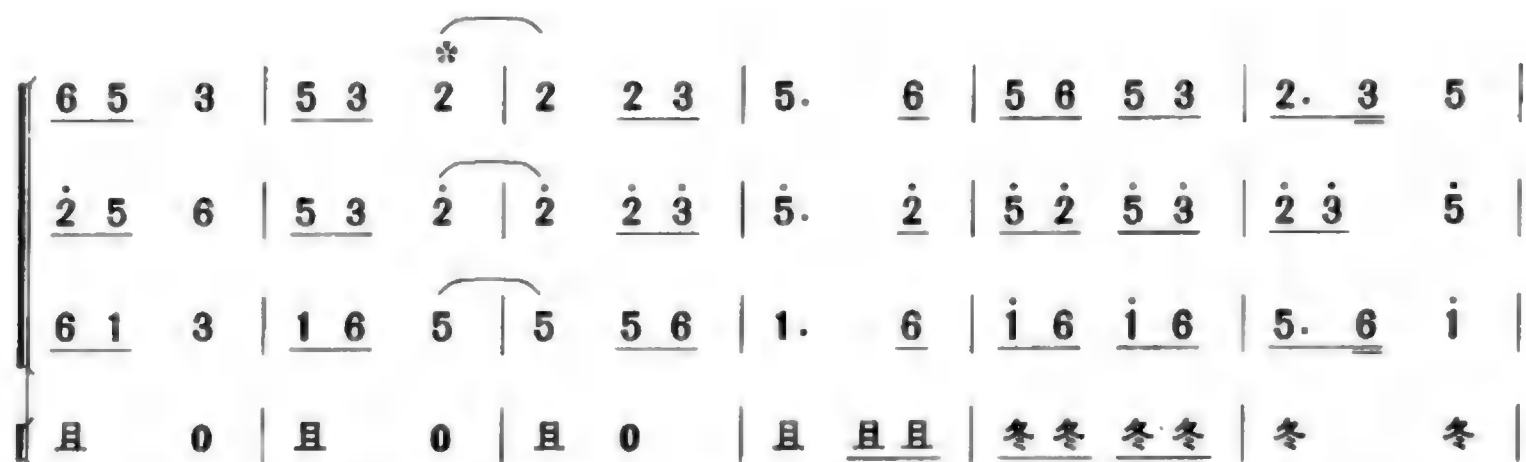 6 5 3 | 5 3 2 | 2 2 3 | 5. 6 | 5 6 5 3 | 2. 3 5 |
2̇ 5 6 | 5 3 2̇ | 2̇ 2̇ 3̇ | 5̇. 2̇ | 5̇ 2̇ 5̇ 3̇ | 2̇ 3̇ 5̇ |
6 1 3 | 1 6 5 | 5 5 6 | 1. 6 | 1̇ 6 1̇ 6 | 5. 6 1̇ |
且 0 | 且 0 | 且 0 | 且 且且 | 冬冬 冬冬 | 冬 冬 |